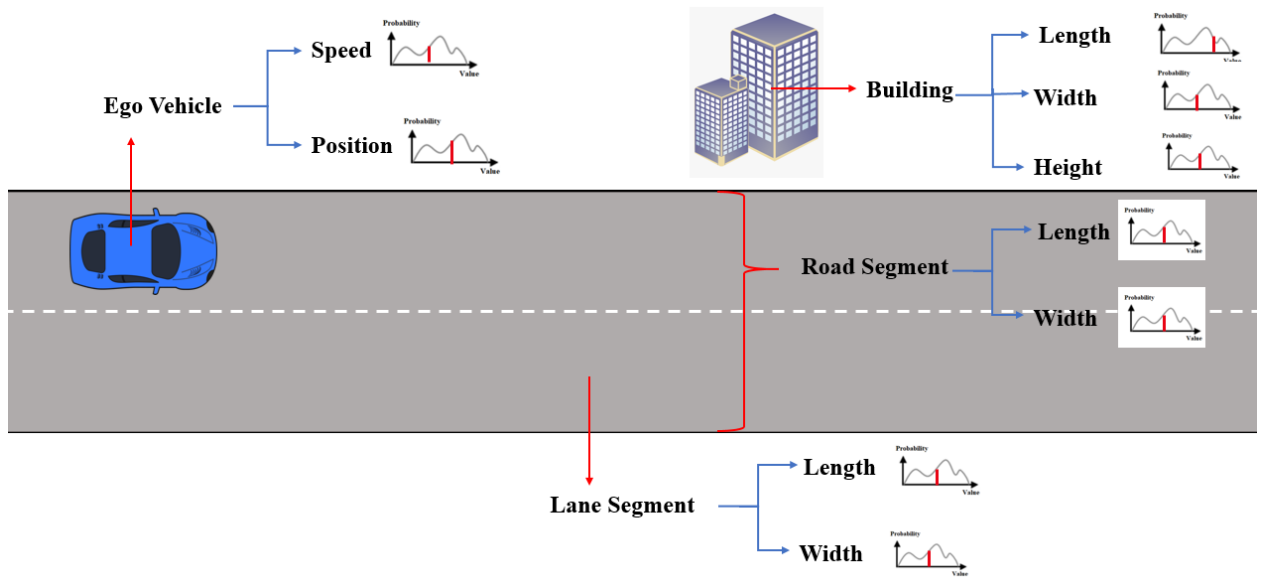 Probability
Speed
Value
Ego Vehicle
Probability
Position
Value
Probability
Length
Value
Building
Probability
Width
Value
Probability
Height
Value
Probability
Length
Value
Road Segment
Probability
Width
Value
Probability
Length
Value
Lane Segment
Probability
Width
Value